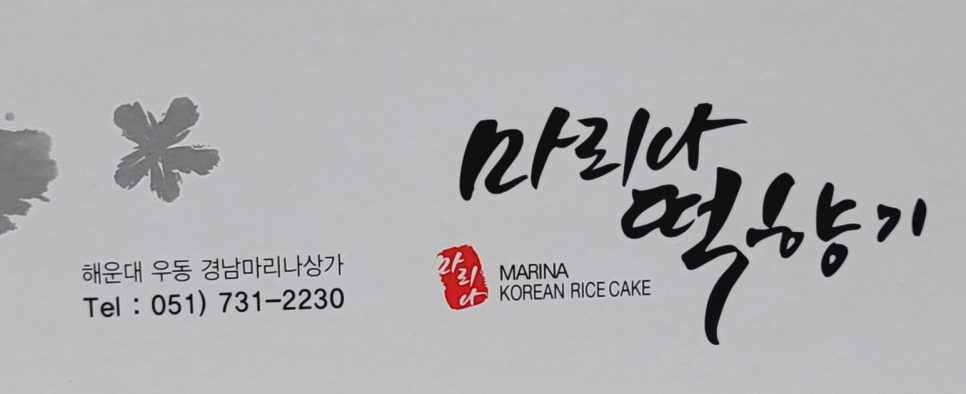 해운대 우동 경남마리나상가
Tel : 051) 731-2230
마리나
떡향기
마리나
MARINA
KOREAN RICE CAKE